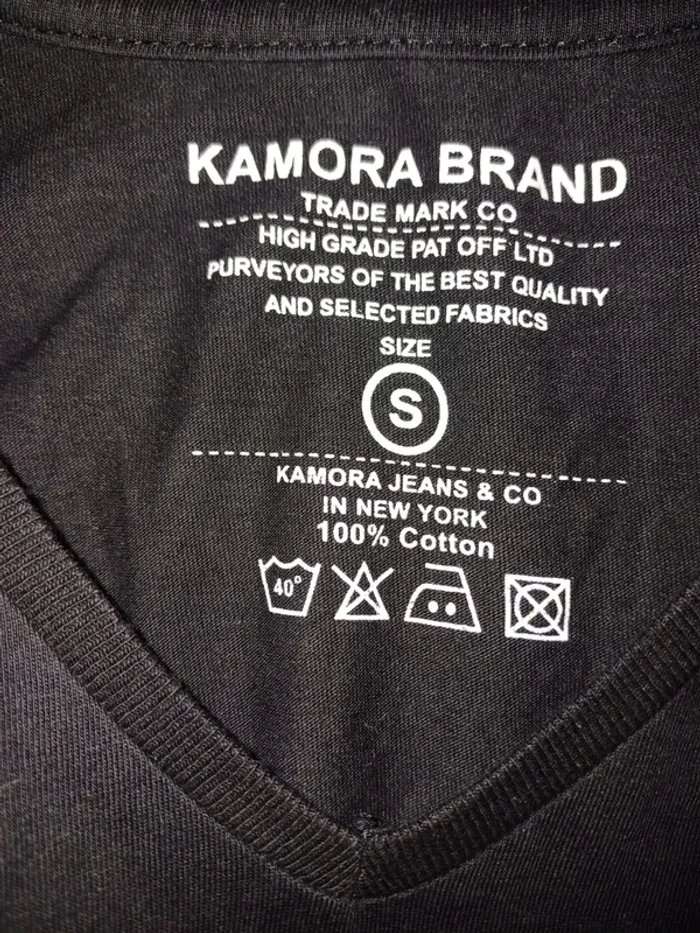 KAMORA BRAND
TRADE MARK CO
HIGH GRADE PAT OFF LTD
PURVEYORS OF THE BEST QUALITY
AND SELECTED FABRICS
SIZE
S
KAMORA JEANS & CO
IN NEW YORK
100% Cotton
40°